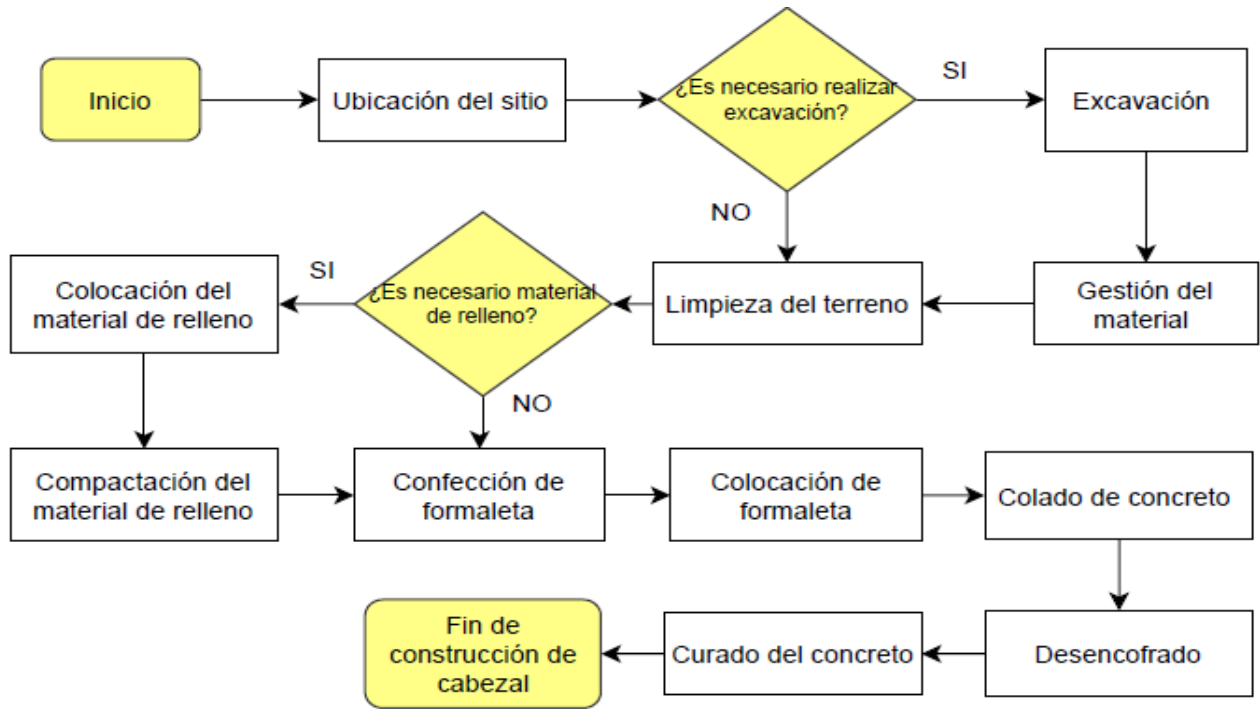 Inicio
Ubicación del sitio
¿Es necesario realizar
excavación?
SI
Excavación
NO
Colocación del
material de relleno
SI
¿Es necesario material
de relleno?
Limpieza del terreno
Gestión del
material
NO
Compactación del
material de relleno
Confección de
formaleta
Colocación de
formaleta
Colado de concreto
Fin de
construcción de
cabezal
Curado del concreto
Desencofrado